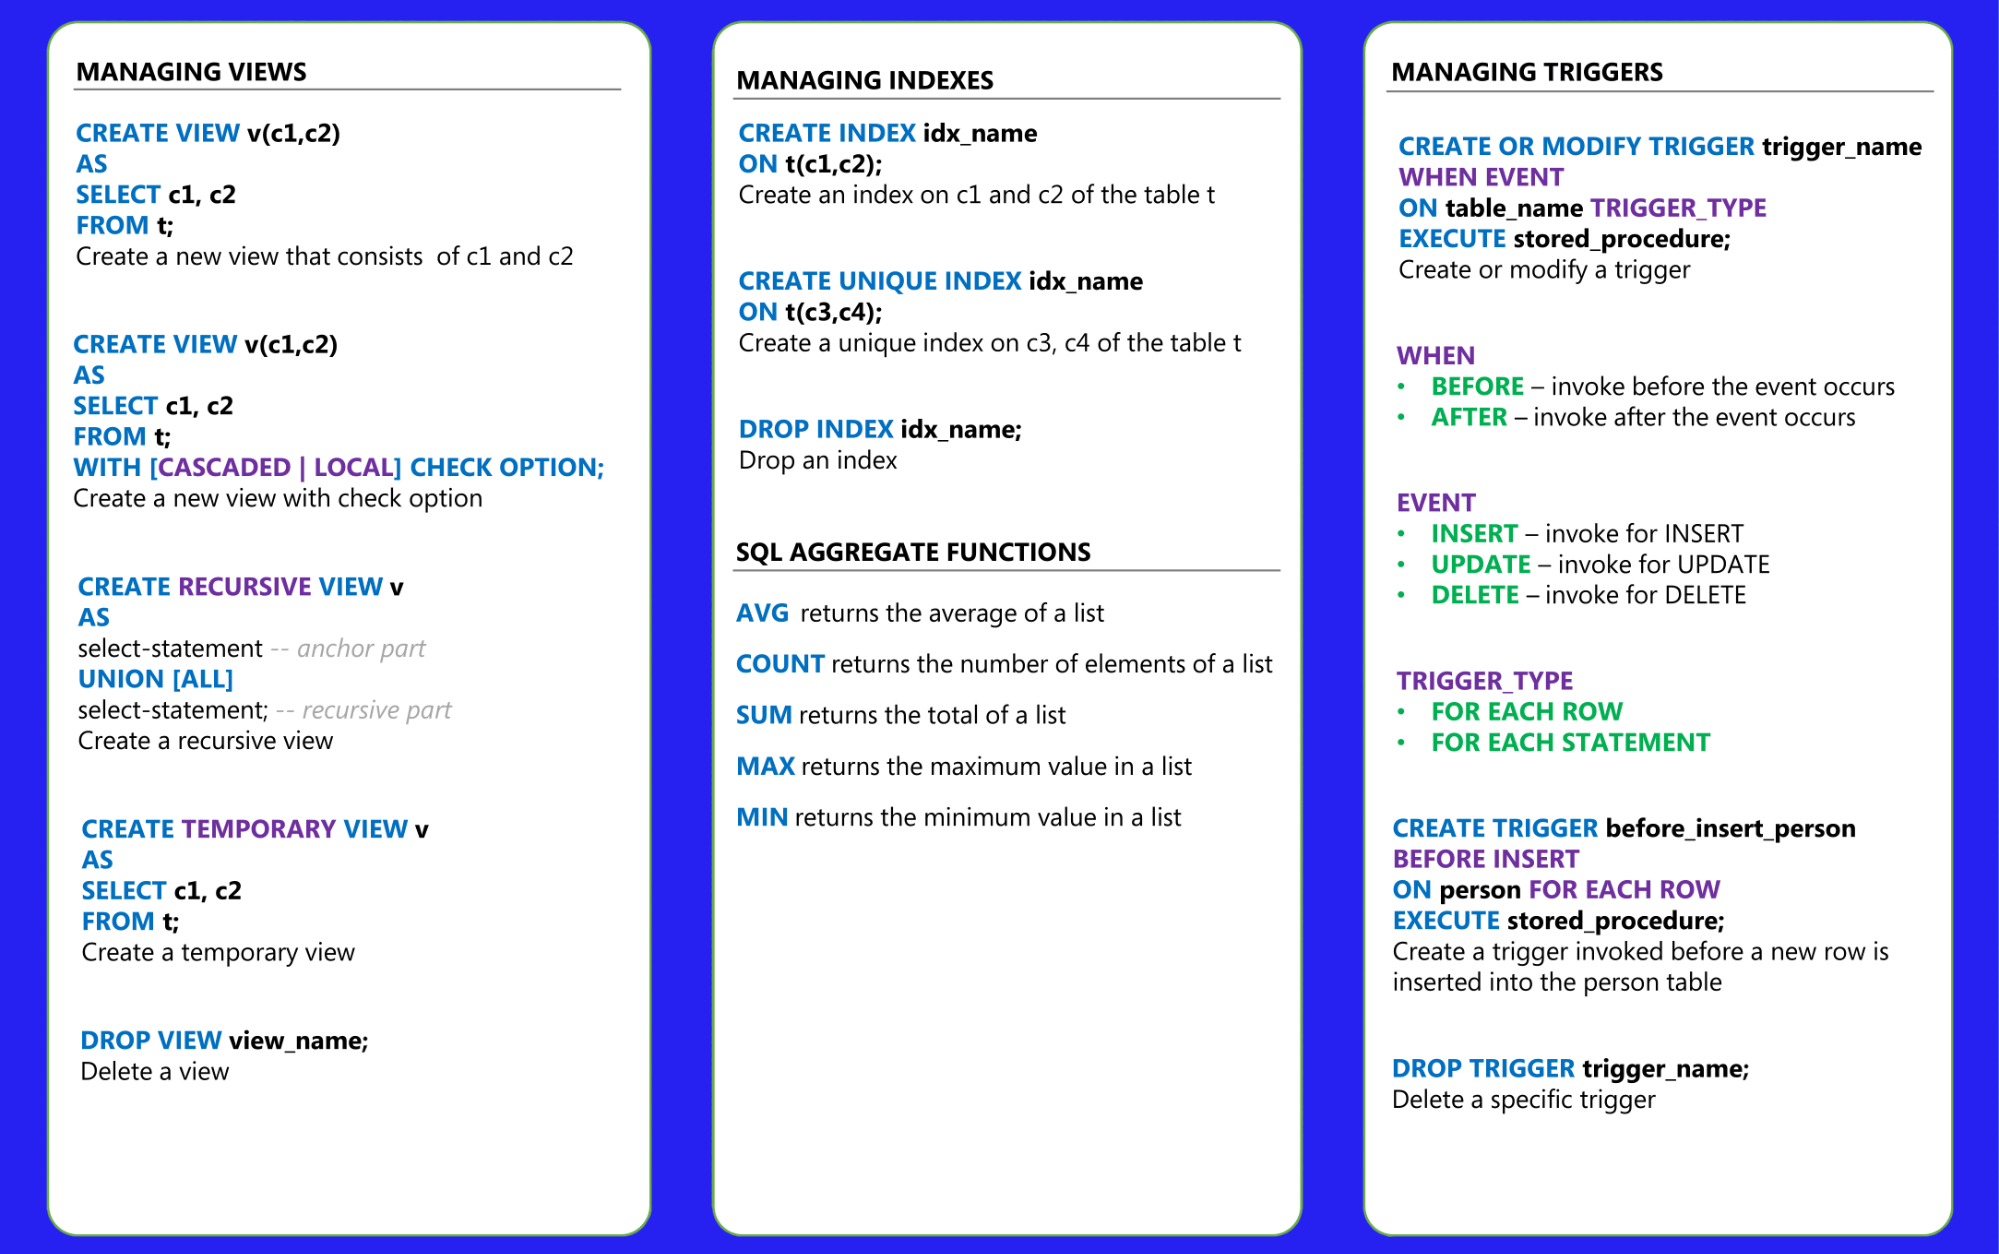 MANAGING VIEWS
CREATE VIEW v(c1,c2)
AS
SELECT c1, c2
FROM t;
Create a new view that consists  of c1 and c2
CREATE VIEW v(c1,c2)
AS
SELECT c1, c2
FROM t;
WITH [CASCADED | LOCAL] CHECK OPTION;
Create a new view with check option
CREATE RECURSIVE VIEW v
AS
select-statement -- anchor part
UNION [ALL]
select-statement; -- recursive part
Create a recursive view
CREATE TEMPORARY VIEW v
AS
SELECT c1, c2
FROM t;
Create a temporary view
DROP VIEW view_name;
Delete a view
MANAGING INDEXES
CREATE INDEX idx_name
ON t(c1,c2);
Create an index on c1 and c2 of the table t
CREATE UNIQUE INDEX idx_name
ON t(c3,c4);
Create a unique index on c3, c4 of the table t
DROP INDEX idx_name;
Drop an index
SQL AGGREGATE FUNCTIONS
AVG  returns the average of a list
COUNT returns the number of elements of a list
SUM returns the total of a list
MAX returns the maximum value in a list
MIN returns the minimum value in a list
MANAGING TRIGGERS
CREATE OR MODIFY TRIGGER trigger_name
WHEN EVENT
ON table_name TRIGGER_TYPE
EXECUTE stored_procedure;
Create or modify a trigger
WHEN
• BEFORE – invoke before the event occurs
• AFTER – invoke after the event occurs
EVENT
• INSERT – invoke for INSERT
• UPDATE – invoke for UPDATE
• DELETE – invoke for DELETE
TRIGGER_TYPE
• FOR EACH ROW
• FOR EACH STATEMENT
CREATE TRIGGER before_insert_person
BEFORE INSERT
ON person FOR EACH ROW
EXECUTE stored_procedure;
Create a trigger invoked before a new row is
inserted into the person table
DROP TRIGGER trigger_name;
Delete a specific trigger